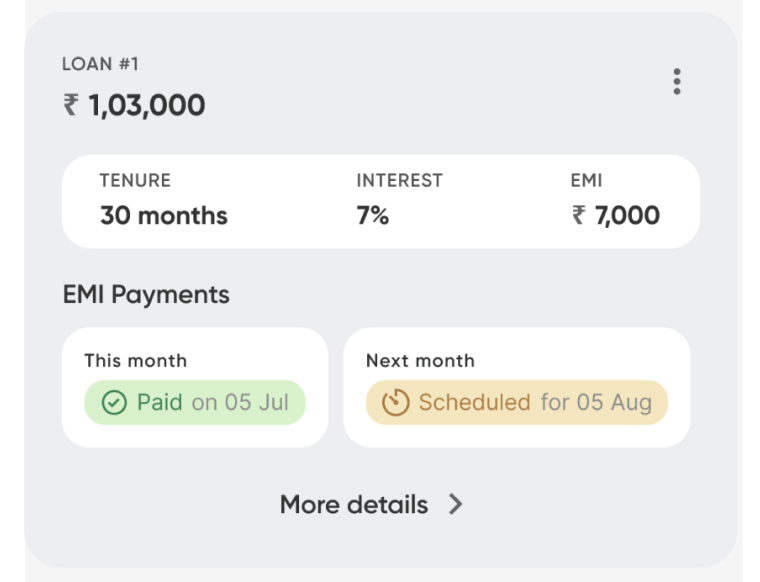 LOAN #1
₹ 1,03,000
TENURE INTEREST EMI
30 months 7% ₹ 7,000
EMI Payments
This month Next month
Paid on 05 Jul Scheduled for 05 Aug
More details